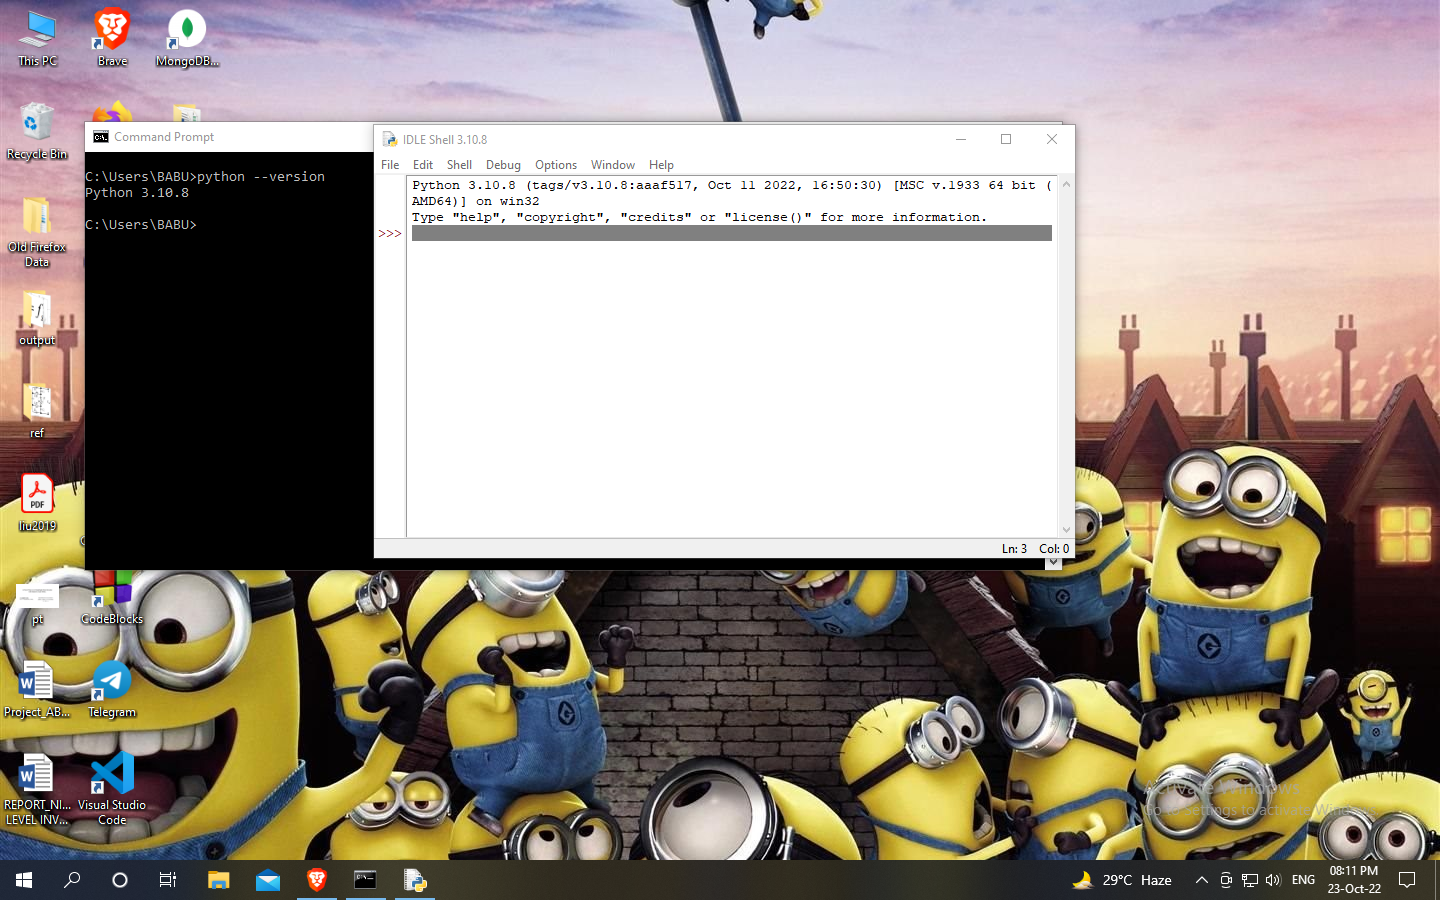 This PC
Brave
MongoDB...
Recycle Bin
Old Firefox
Data
output
ref
PDF
liu2019
pt
CodeBlocks
Project_AB...
Telegram
REPORT_NI...
LEVEL INV...
Visual Studio
Code
Command Prompt
C:\Users\BABU>python --version
Python 3.10.8
C:\Users\BABU>
IDLE Shell 3.10.8
File Edit Shell Debug Options Window Help
Python 3.10.8 (tags/v3.10.8:aaaf517, Oct 11 2022, 16:50:30) [MSC v.1933 64 bit (
AMD64)] on win32
Type "help", "copyright", "credits" or "license()" for more information.
>>>
Ln: 3 Col: 0
Activate Windows
Go to Settings to activate Windows.
29°C Haze
ENG
08:11 PM
23-Oct-22